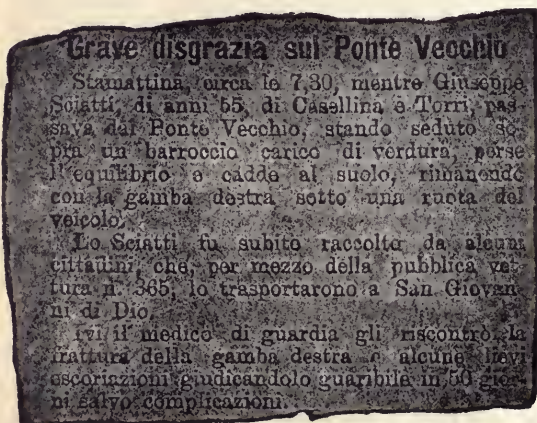 Grave disgrazia sul Ponte Vecchio
Stamattina, circa le 7,30, mentre Giuseppe
Sciatti, di anni 55, di Casellina e Torri, pas-
sava dal Ponte Vecchio, stando seduto so-
pra un barroccio carico di verdura, perse
l'equilibrio e cadde al suolo, rimanendo
con la gamba destra sotto una ruota del
veicolo.
Lo Sciatti fu subito raccolto da alcuni
cittadini, che, per mezzo della pubblica vet-
tura n. 365, lo trasportarono a San Giovan-
ni di Dio.
Ivi il medico di guardia gli riscontrò la
frattura della gamba destra e alcune lievi
escoriazioni giudicandolo guaribile in 50 gior-
ni salvo complicazioni.